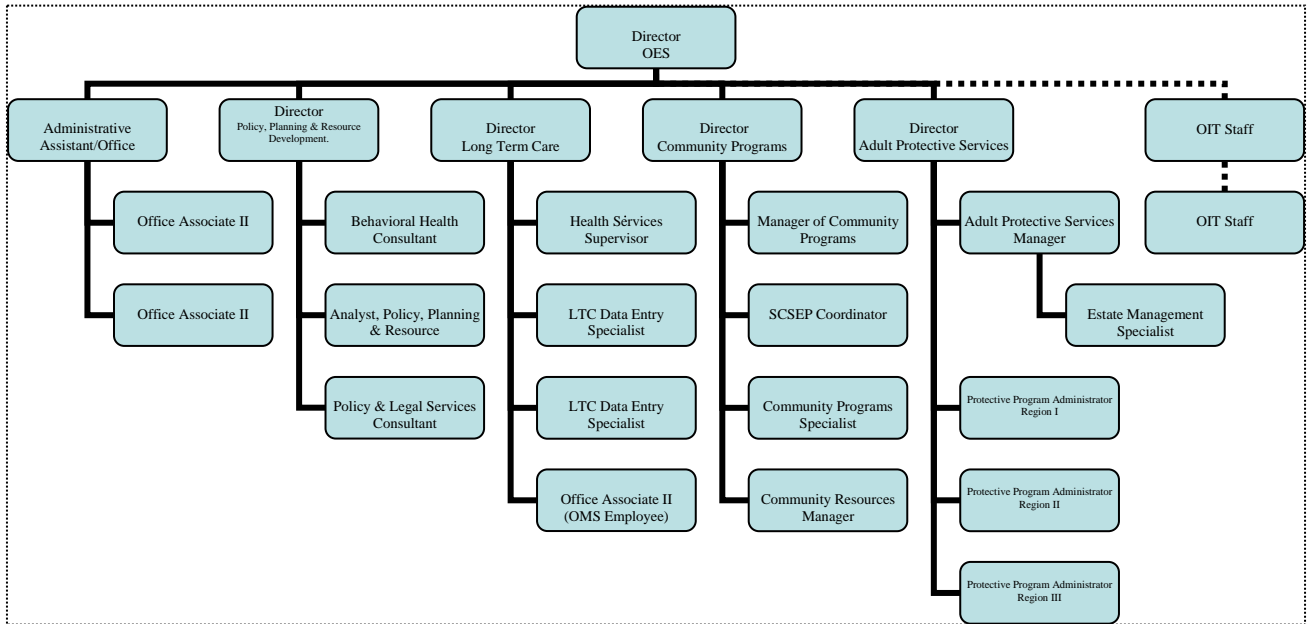 Director
OES
Administrative
Assistant/Office
Director
Policy, Planning & Resource
Development.
Director
Long Term Care
Director
Community Programs
Director
Adult Protective Services
OIT Staff
Office Associate II
Behavioral Health
Consultant
Health Services
Supervisor
Manager of Community
Programs
Adult Protective Services
Manager
OIT Staff
Office Associate II
Analyst, Policy, Planning
& Resource
LTC Data Entry
Specialist
SCSEP Coordinator
Estate Management
Specialist
Policy & Legal Services
Consultant
LTC Data Entry
Specialist
Community Programs
Specialist
Protective Program Administrator
Region I
Office Associate II
(OMS Employee)
Community Resources
Manager
Protective Program Administrator
Region II
Protective Program Administrator
Region III